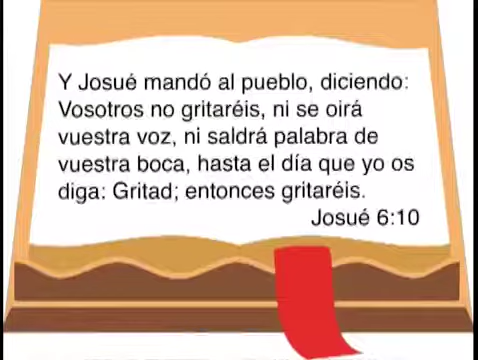 Y Josué mandó al pueblo, diciendo:
Vosotros no gritaréis, ni se oirá
vuestra voz, ni saldrá palabra de
vuestra boca, hasta el día que yo os
diga: Gritad; entonces gritaréis.
Josué 6:10